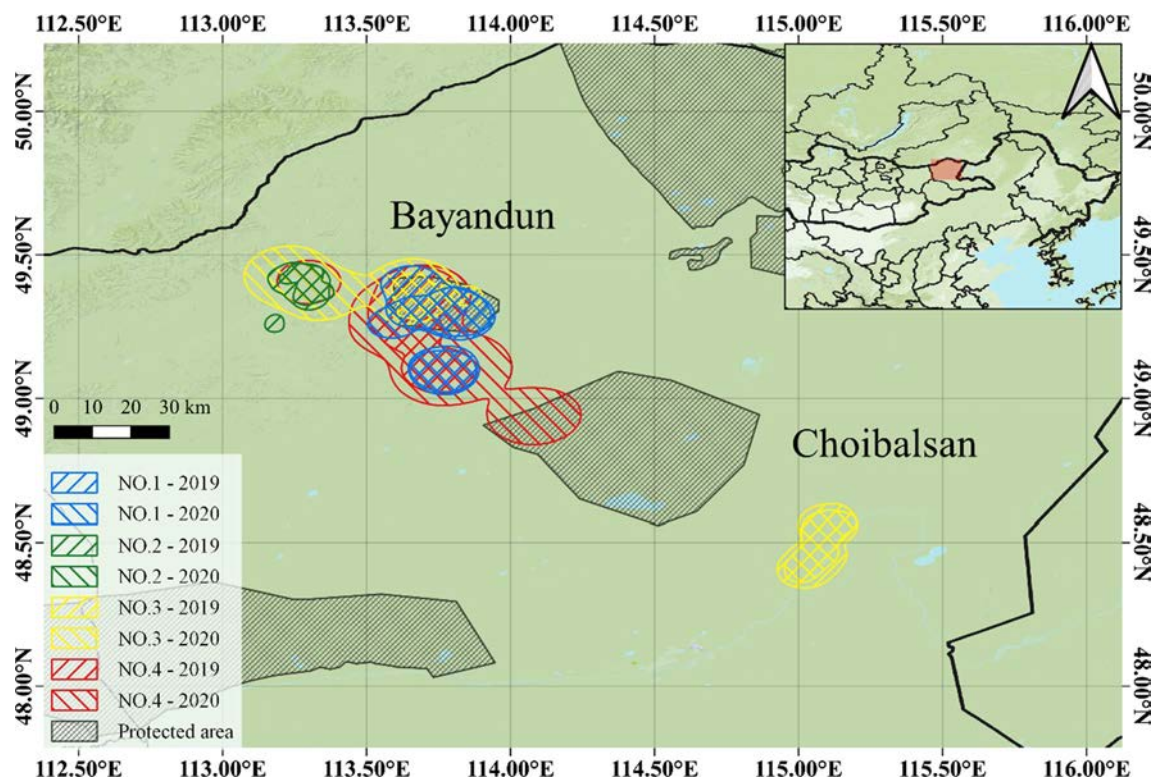 112.50°E 113.00°E 113.50°E 114.00°E 114.50°E 115.00°E 115.50°E 116.00°E
50.00°N
50.00°N
Bayandun
49.50°N
49.50°N
49.00°N
49.00°N
0 10 20 30 km
Choibalsan
NO.1 - 2019
NO.1 - 2020
NO.2 - 2019
NO.2 - 2020
NO.3 - 2019
NO.3 - 2020
NO.4 - 2019
NO.4 - 2020
Protected area
48.50°N
48.50°N
48.00°N
48.00°N
112.50°E 113.00°E 113.50°E 114.00°E 114.50°E 115.00°E 115.50°E 116.00°E